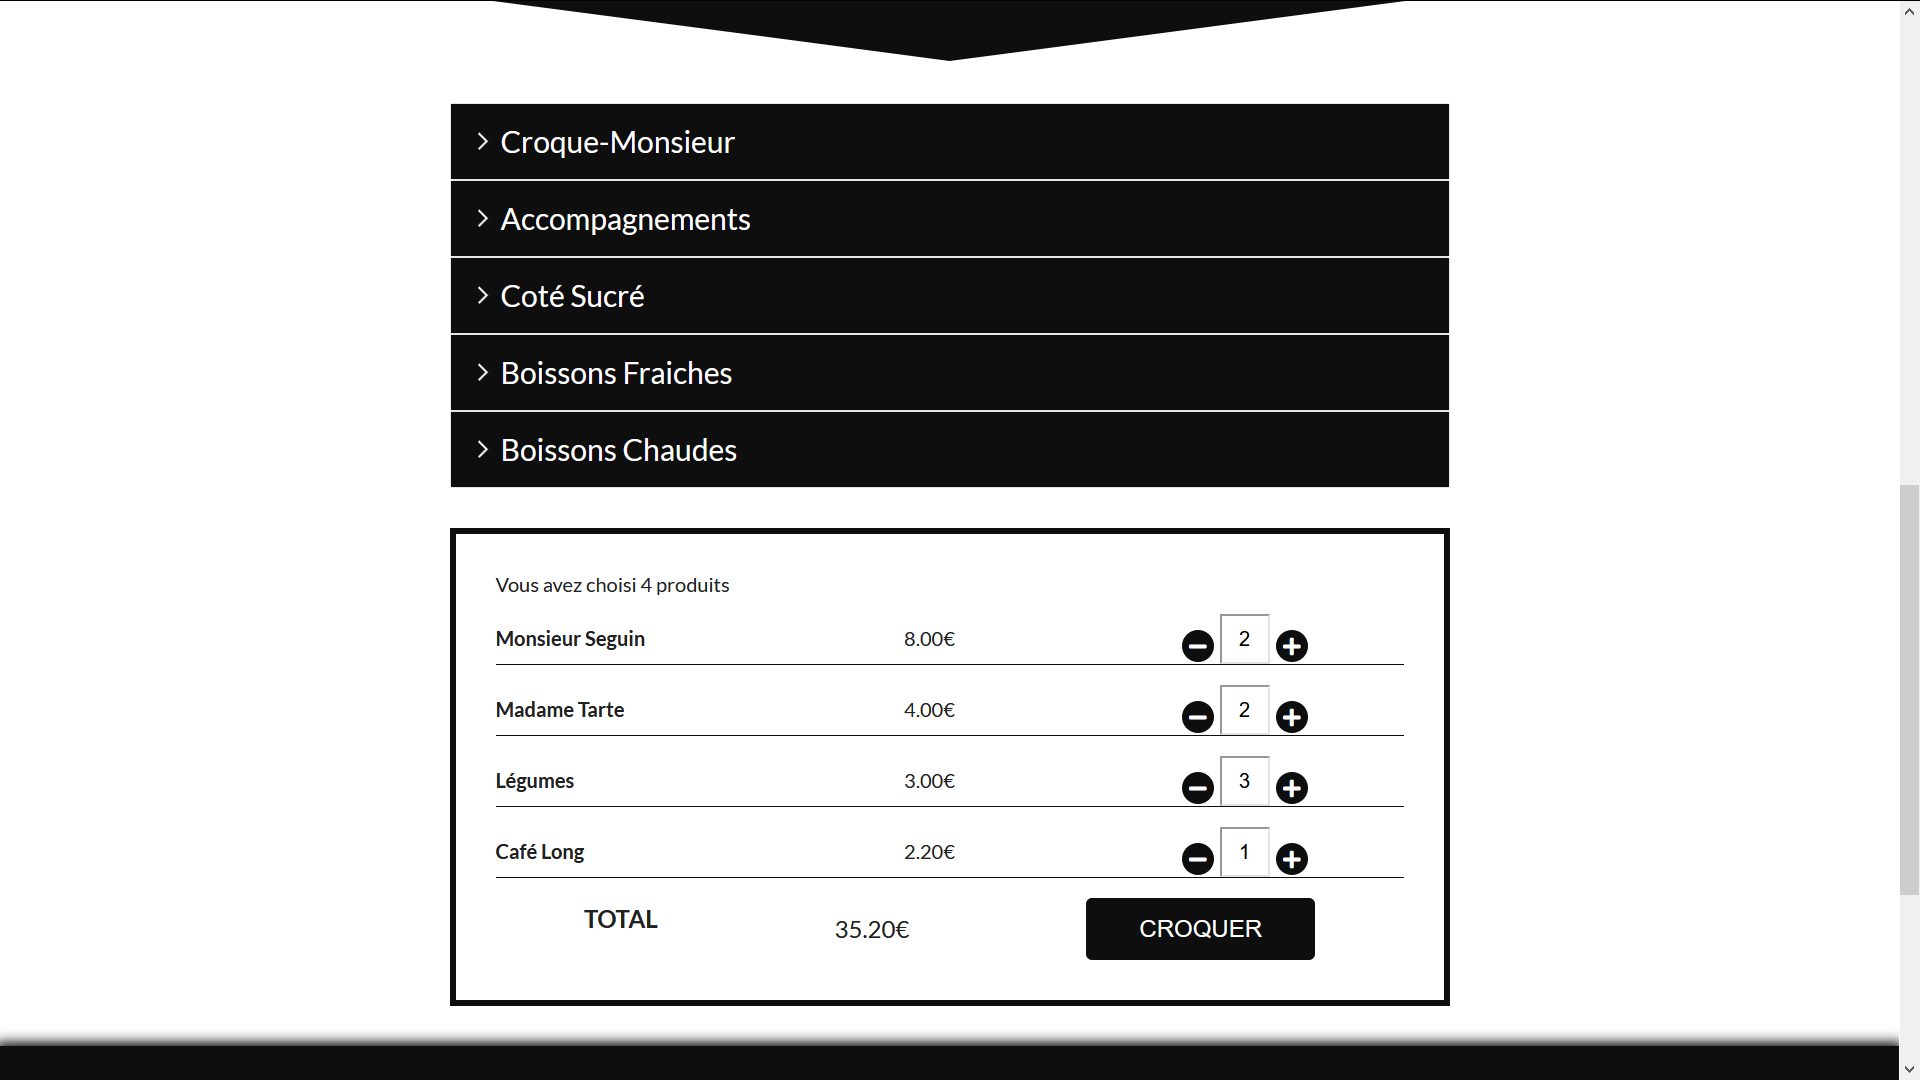 Croque-Monsieur
Accompagnements
Coté Sucré
Boissons Fraiches
Boissons Chaudes
Vous avez choisi 4 produits
Monsieur Seguin 8.00€ 2
Madame Tarte 4.00€ 2
Légumes 3.00€ 3
Café Long 2.20€ 1
TOTAL 35.20€ CROQUER